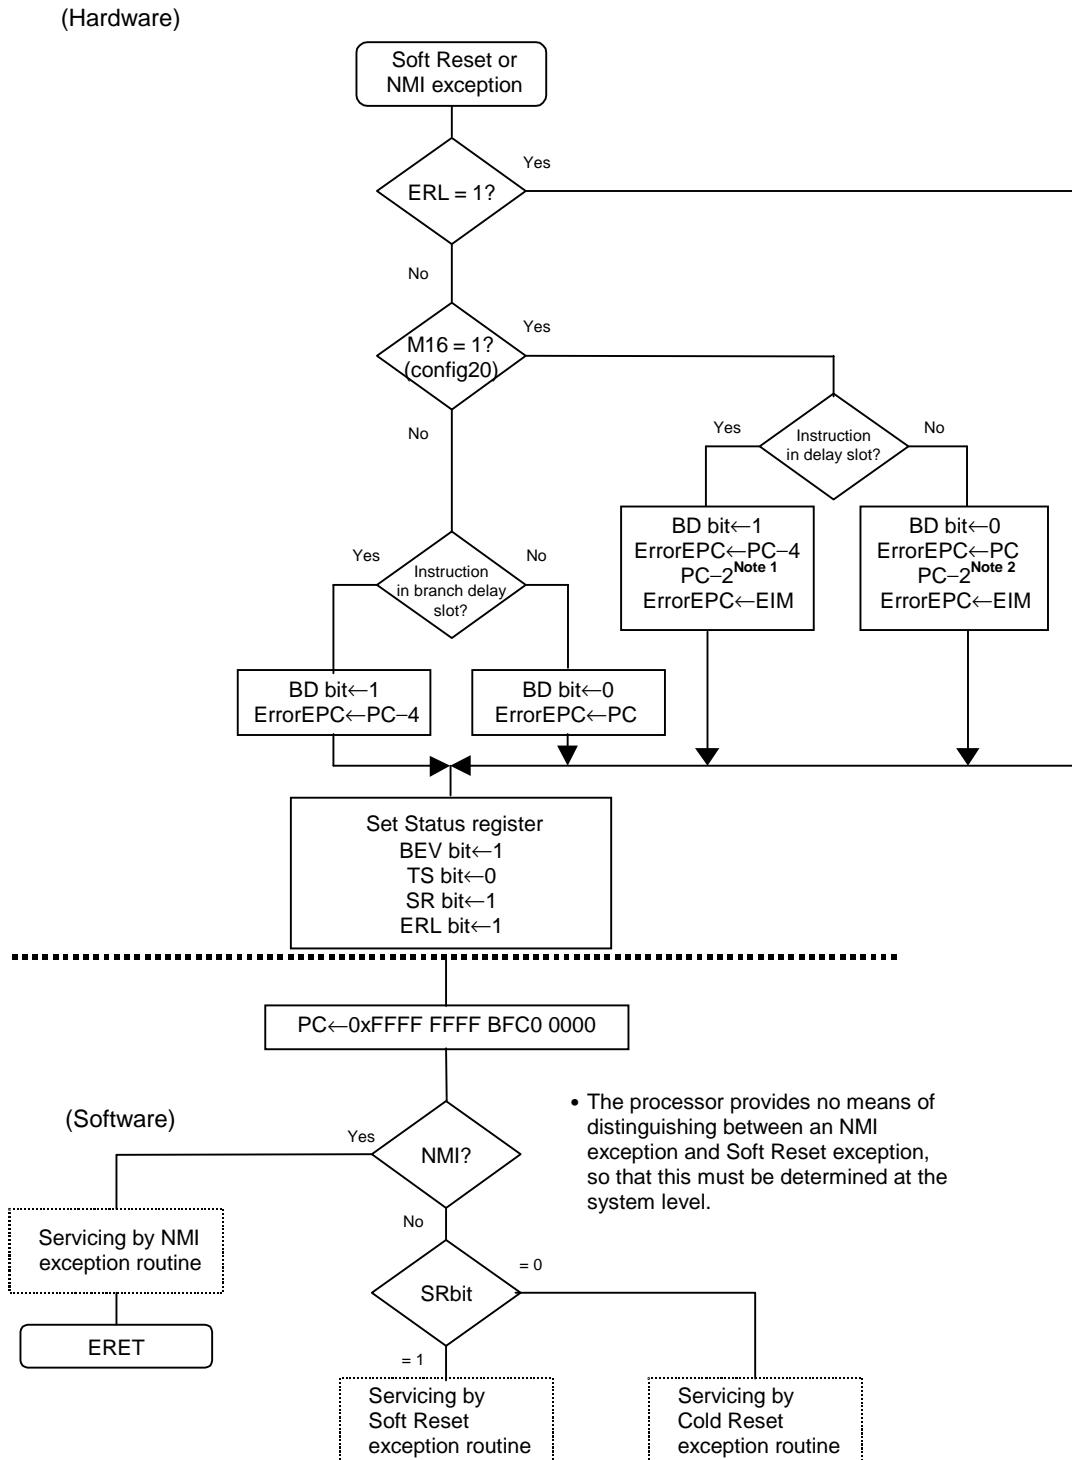 (Hardware)
Soft Reset or
NMI exception
Yes
ERL = 1?
No
Yes
M16 = 1?
(config20)
No
Yes
Instruction
in delay slot?
No
BD bit←1
ErrorEPC←PC−4
PC−2Note 1
ErrorEPC←EIM
BD bit←0
ErrorEPC←PC
PC−2Note 2
ErrorEPC←EIM
Yes
Instruction
in branch delay
slot?
No
BD bit←1
ErrorEPC←PC−4
BD bit←0
ErrorEPC←PC
Set Status register
BEV bit←1
TS bit←0
SR bit←1
ERL bit←1
PC←0xFFFF FFFF BFC0 0000
(Software)
Yes
NMI?
No
• The processor provides no means of
distinguishing between an NMI
exception and Soft Reset exception,
so that this must be determined at the
system level.
Servicing by NMI
exception routine
ERET
SRbit
= 0
= 1
Servicing by
Soft Reset
exception routine
Servicing by
Cold Reset
exception routine